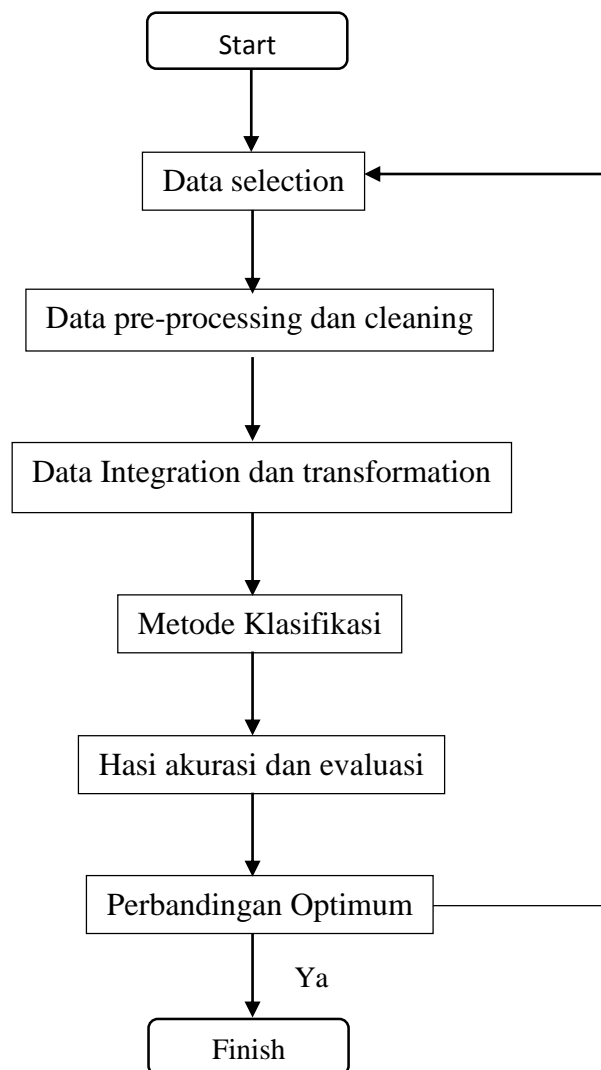 Start
Data selection
Data pre-processing dan cleaning
Data Integration dan transformation
Metode Klasifikasi
Hasi akurasi dan evaluasi
Perbandingan Optimum
Ya
Finish